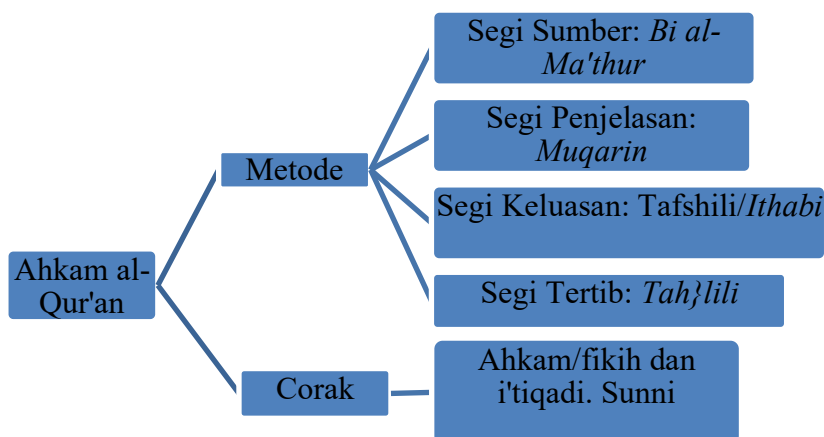 Segi Sumber: Bi al-
Ma'thur
Segi Penjelasan:
Muqarin
Metode
Segi Keluasan: Tafshili/Ithabi
Ahkam al-
Qur'an
Segi Tertib: Tah}lili
Corak
Ahkam/fikih dan
i'tiqadi. Sunni